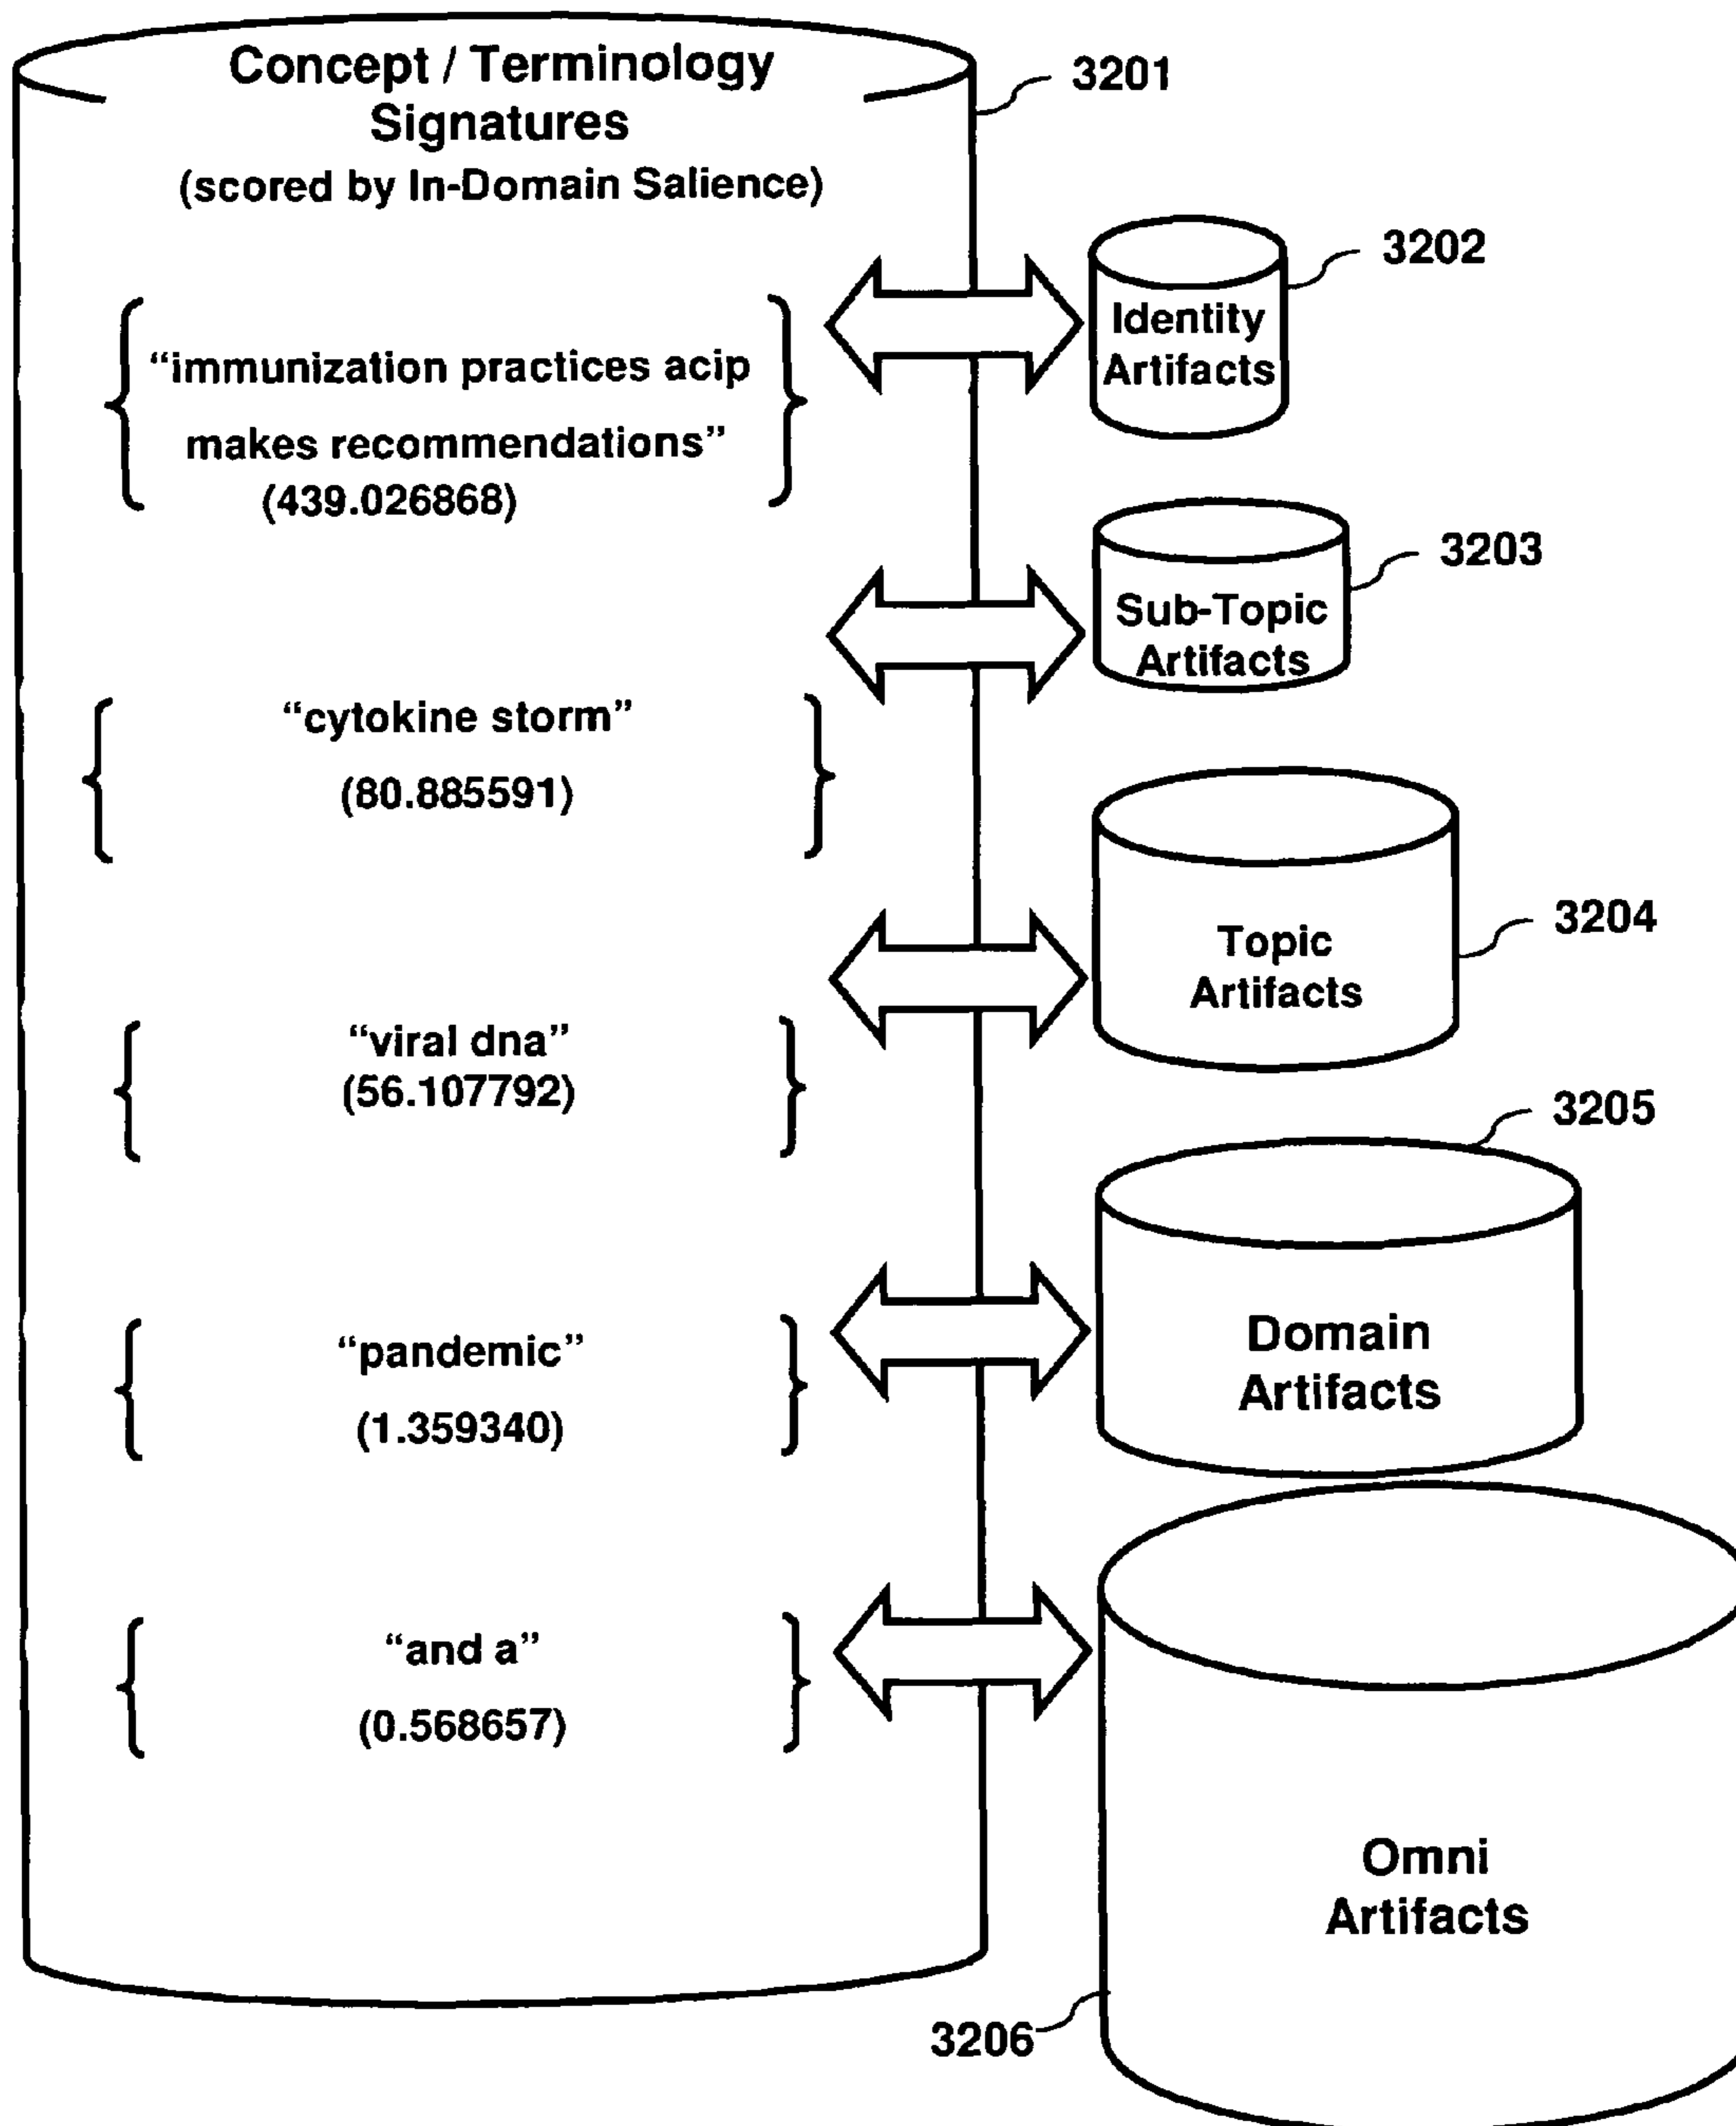 Concept / Terminology
Signatures
(scored by In-Domain Salience)
3201
3202
Identity
Artifacts
“immunization practices acip
makes recommendations”
(439.026868)
3203
Sub-Topic
Artifacts
“cytokine storm”
(80.885591)
3204
Topic
Artifacts
“viral dna”
(56.107792)
3205
Domain
Artifacts
“pandemic”
(1.359340)
“and a”
(0.568657)
Omni
Artifacts
3206